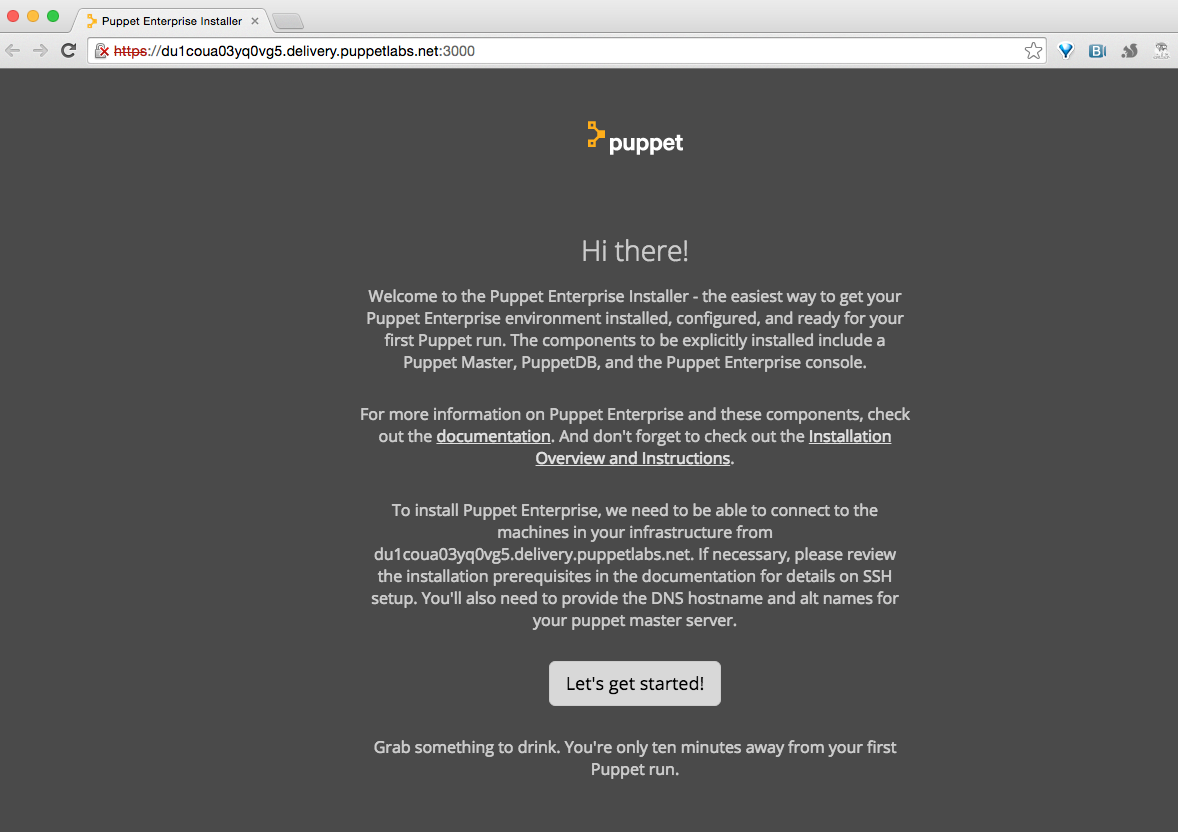 Puppet Enterprise Installer
https://du1coua03yq0vg5.delivery.puppetlabs.net:3000
puppet
Hi there!
Welcome to the Puppet Enterprise Installer - the easiest way to get your
Puppet Enterprise environment installed, configured, and ready for your
first Puppet run. The components to be explicitly installed include a
Puppet Master, PuppetDB, and the Puppet Enterprise console.
For more information on Puppet Enterprise and these components, check
out the documentation. And don't forget to check out the Installation
Overview and Instructions.
To install Puppet Enterprise, we need to be able to connect to the
machines in your infrastructure from
du1coua03yq0vg5.delivery.puppetlabs.net. If necessary, please review
the installation prerequisites in the documentation for details on SSH
setup. You'll also need to provide the DNS hostname and alt names for
your puppet master server.
Let's get started!
Grab something to drink. You're only ten minutes away from your first
Puppet run.